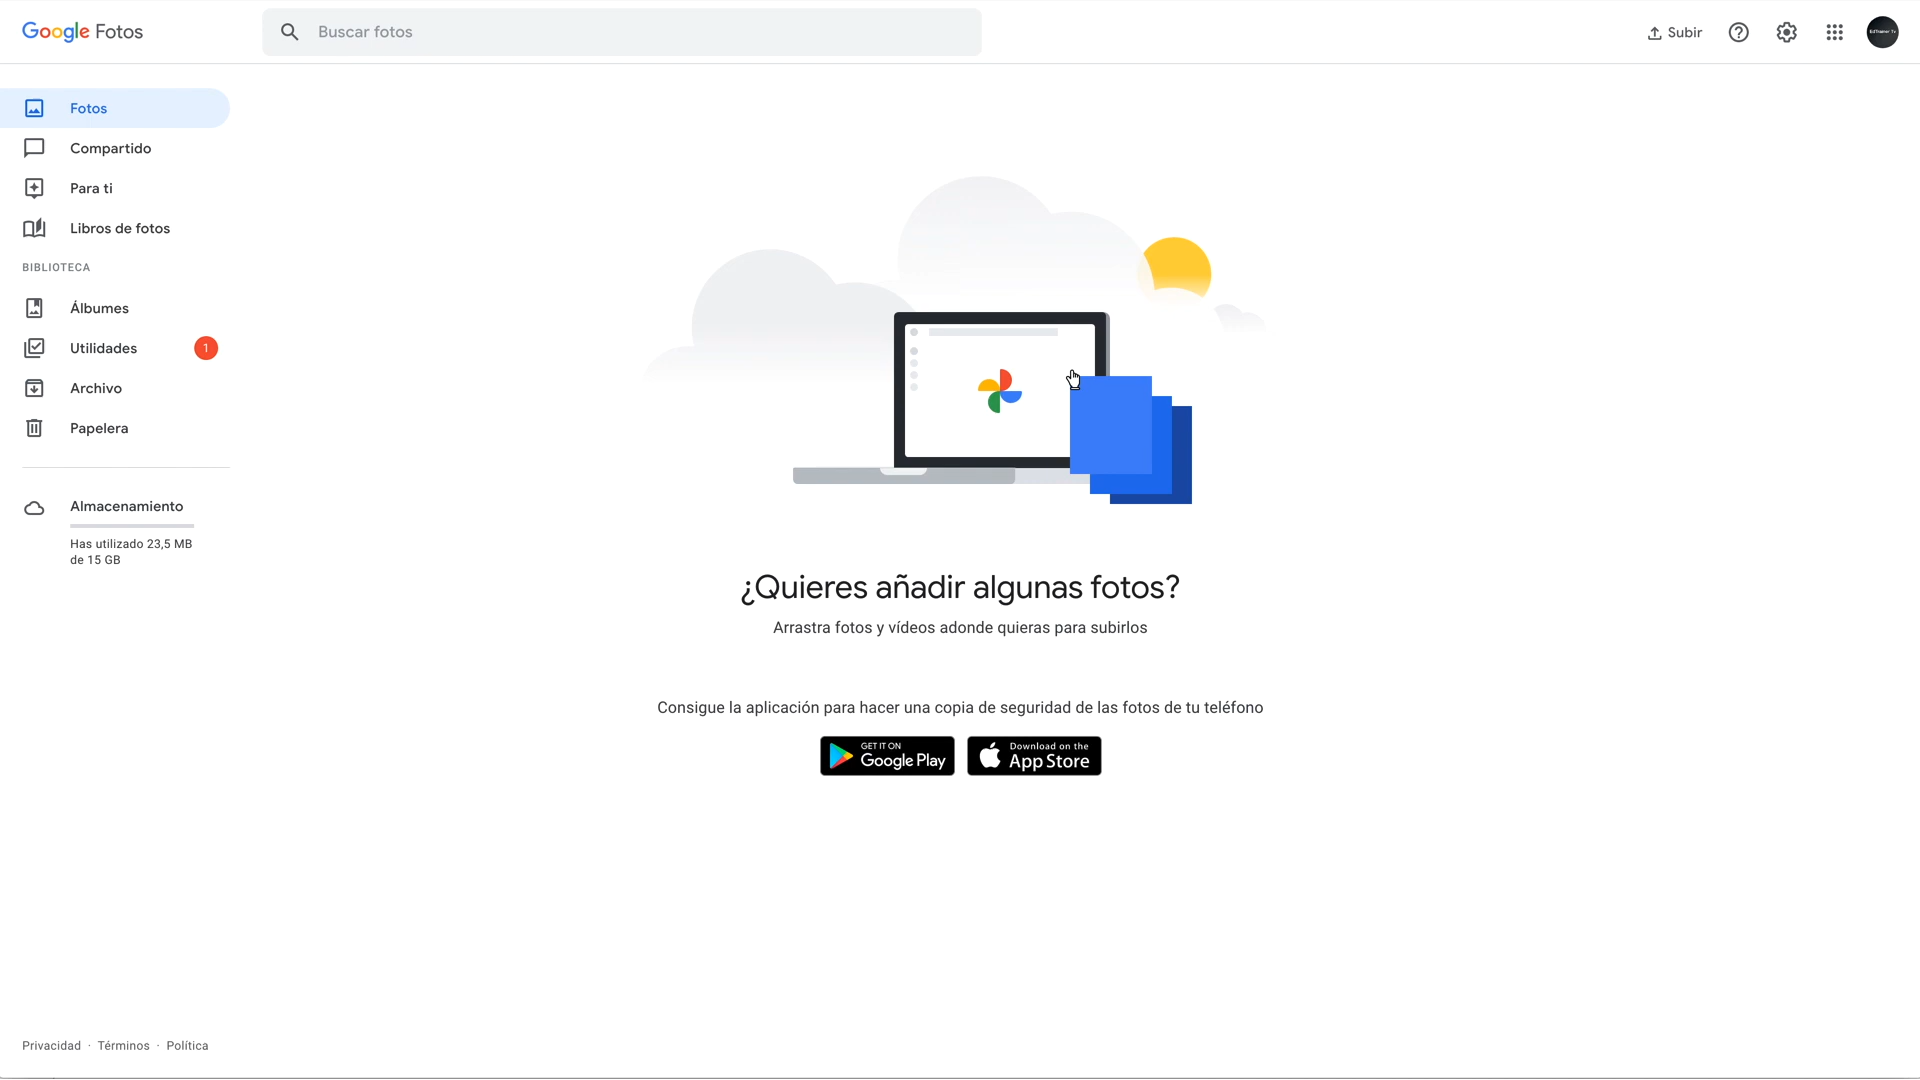 Google Fotos
Buscar fotos
Subir
Fotos
Compartido
Para ti
Libros de fotos
BIBLIOTECA
Álbumes
Utilidades 1
Archivo
Papelera
Almacenamiento
Has utilizado 23,5 MB
de 15 GB
¿Quieres añadir algunas fotos?
Arrastra fotos y vídeos adonde quieras para subirlos
Consigue la aplicación para hacer una copia de seguridad de las fotos de tu teléfono
GET IT ON
Google Play
Download on the
App Store
Privacidad · Términos · Política